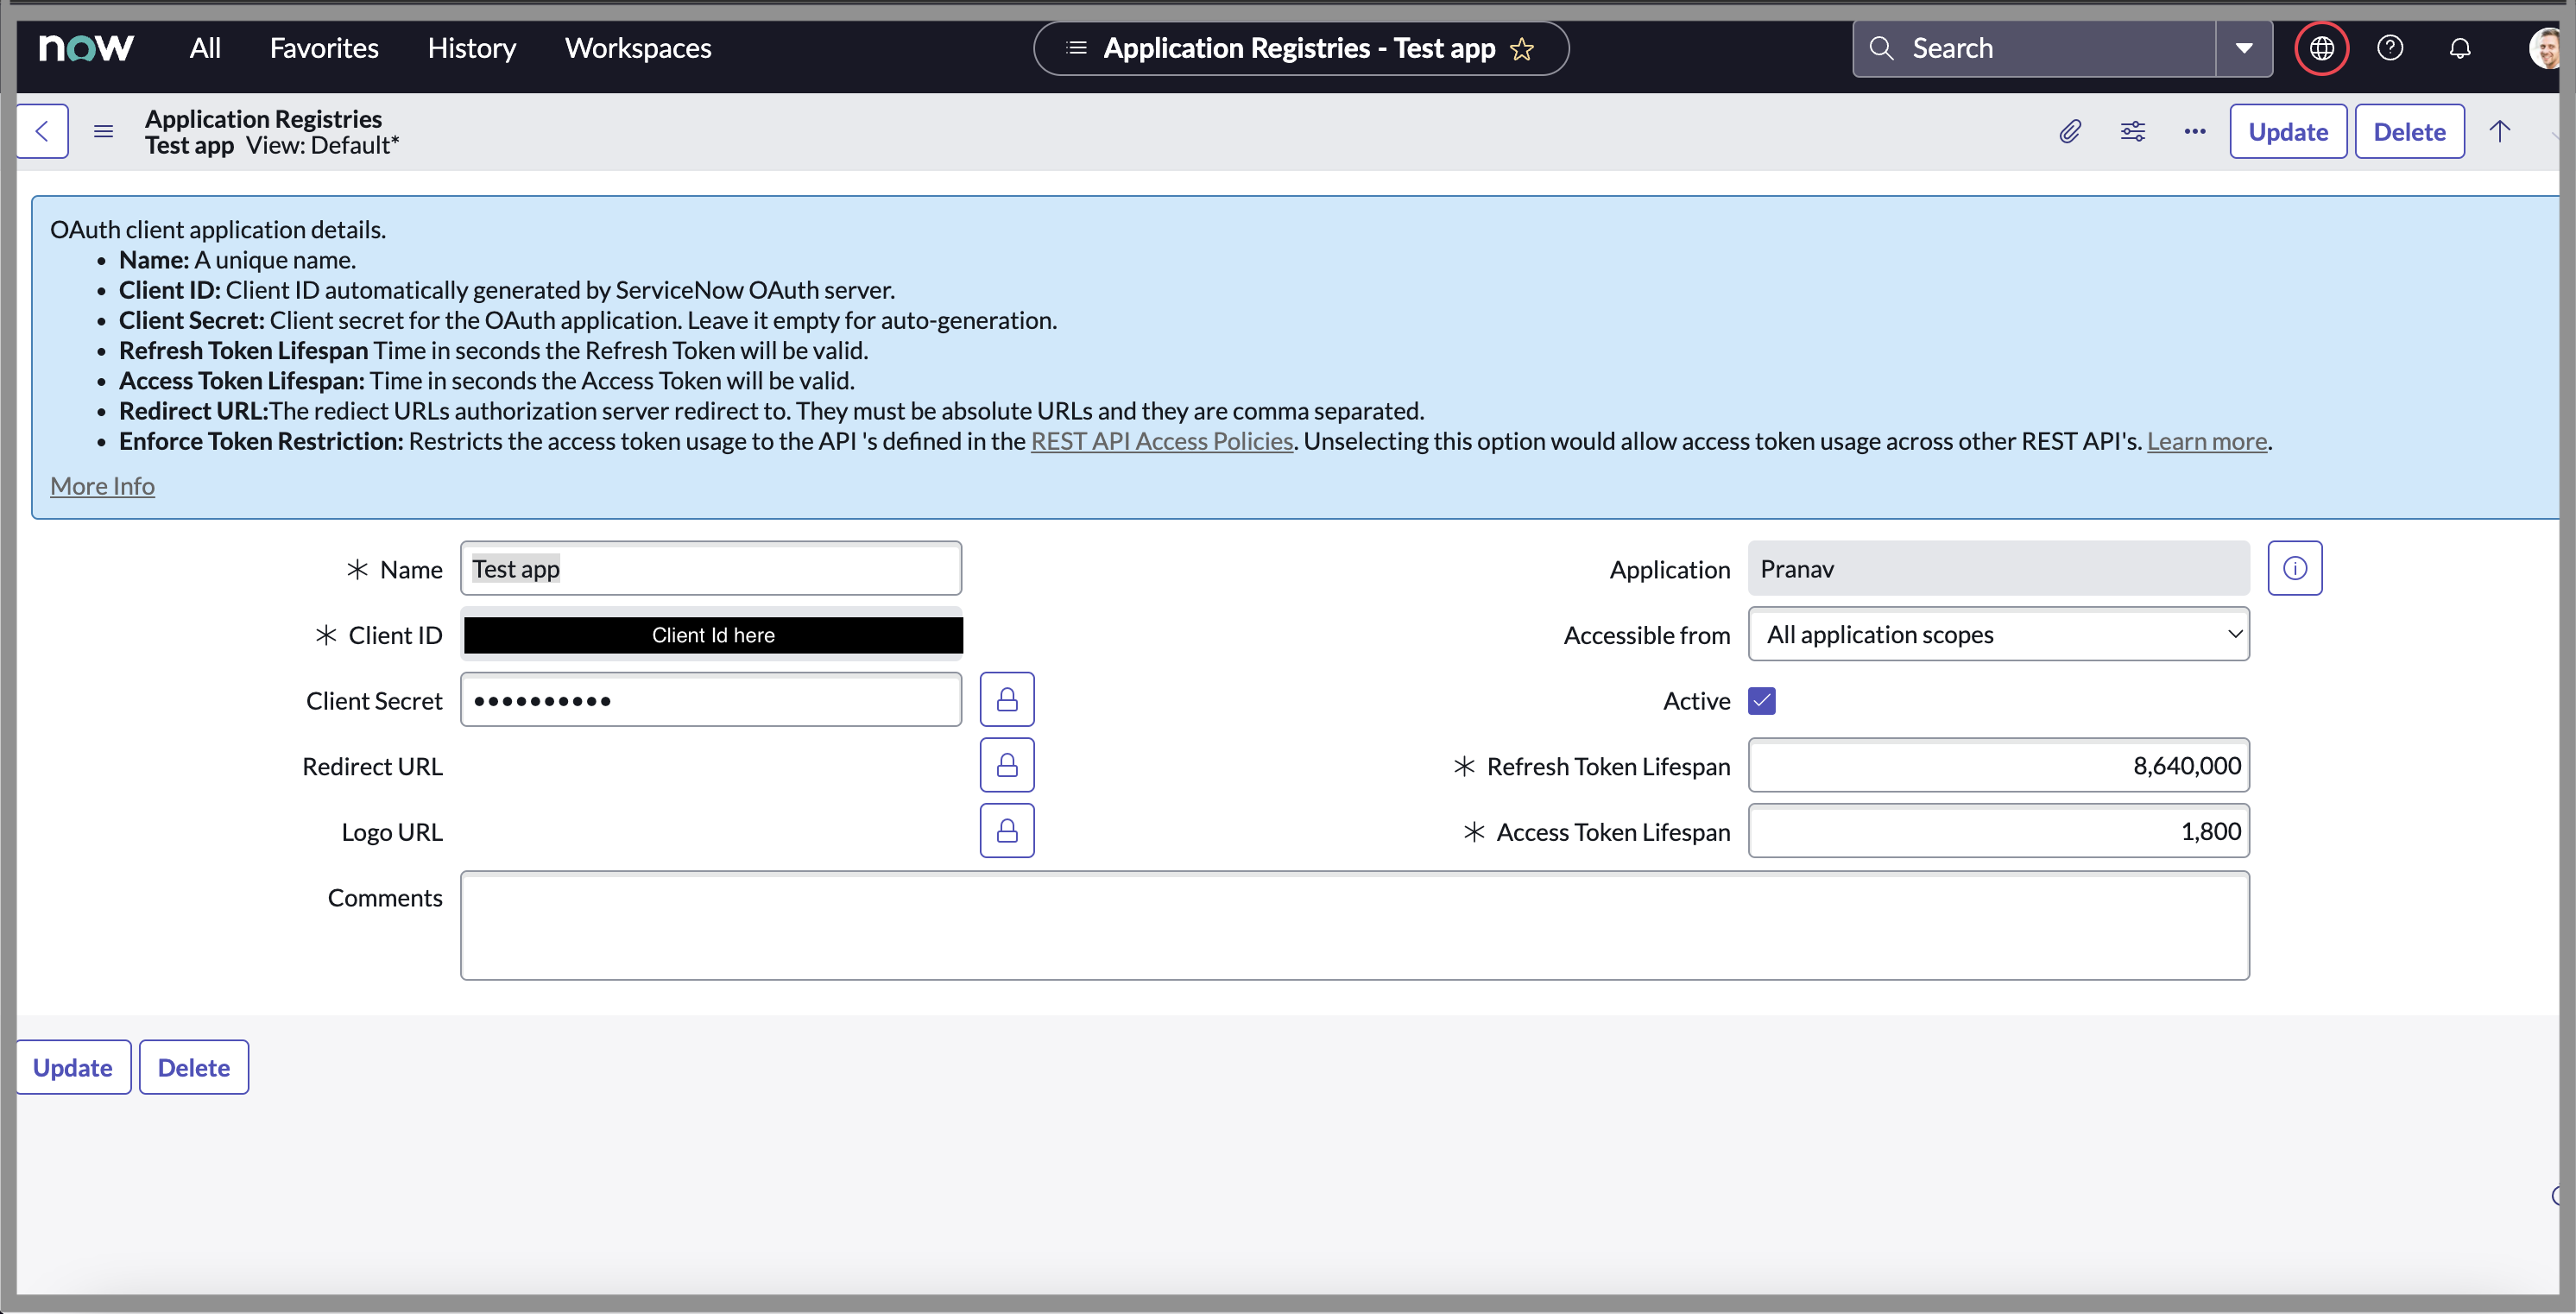 now All Favorites History Workspaces Application Registries - Test app Search
Application Registries
Test app View: Default*
Update Delete
OAuth client application details.
• Name: A unique name.
• Client ID: Client ID automatically generated by ServiceNow OAuth server.
• Client Secret: Client secret for the OAuth application. Leave it empty for auto-generation.
• Refresh Token Lifespan Time in seconds the Refresh Token will be valid.
• Access Token Lifespan: Time in seconds the Access Token will be valid.
• Redirect URL:The rediect URLs authorization server redirect to. They must be absolute URLs and they are comma separated.
• Enforce Token Restriction: Restricts the access token usage to the API 's defined in the REST API Access Policies. Unselecting this option would allow access token usage across other REST API's. Learn more.
More Info
* Name Test app
* Client ID Client Id here
Client Secret ••••••••••
Redirect URL
Logo URL
Application Pranav
Accessible from All application scopes
Active
* Refresh Token Lifespan 8,640,000
* Access Token Lifespan 1,800
Comments
Update Delete